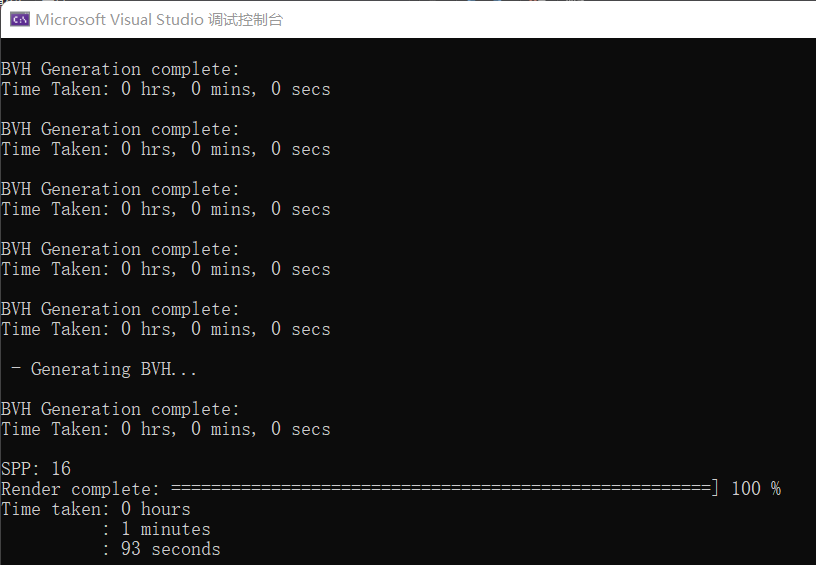 Microsoft Visual Studio 调试控制台
BVH Generation complete:
Time Taken: 0 hrs, 0 mins, 0 secs
BVH Generation complete:
Time Taken: 0 hrs, 0 mins, 0 secs
BVH Generation complete:
Time Taken: 0 hrs, 0 mins, 0 secs
BVH Generation complete:
Time Taken: 0 hrs, 0 mins, 0 secs
BVH Generation complete:
Time Taken: 0 hrs, 0 mins, 0 secs
 - Generating BVH...
BVH Generation complete:
Time Taken: 0 hrs, 0 mins, 0 secs
SPP: 16
Render complete: ======================================================] 100 %
Time taken: 0 hours
          : 1 minutes
          : 93 seconds